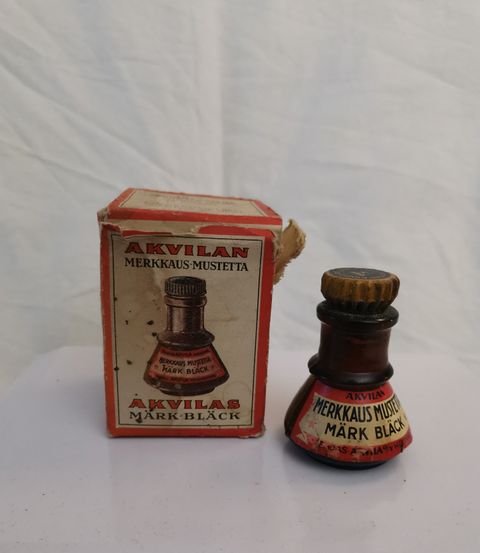 AKVILAN
MERKKAUS-MUSTETTA
MERKKAUS MUSTETTA
MÄRK BLÄCK
AKVILAS
MÄRK-BLÄCK
AKVILAN
MERKKAUS MUSTETTA
MÄRK BLÄCK